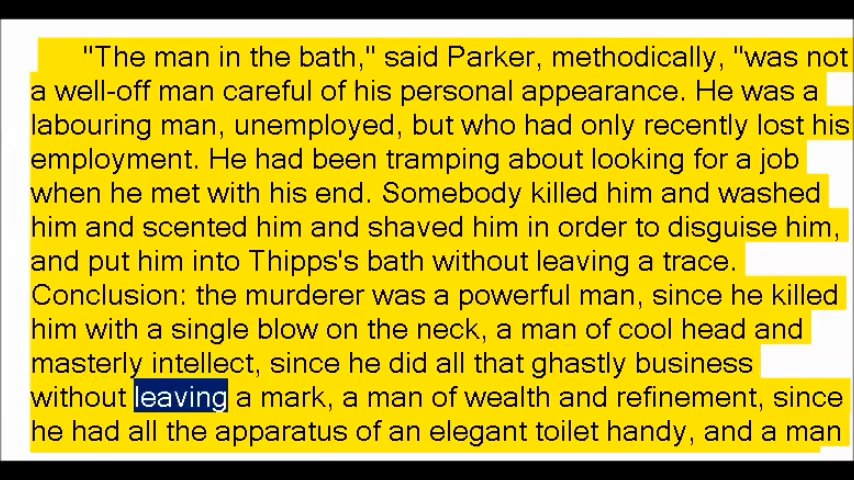 "The man in the bath," said Parker, methodically, "was not
a well-off man careful of his personal appearance. He was a
labouring man, unemployed, but who had only recently lost his
employment. He had been tramping about looking for a job
when he met with his end. Somebody killed him and washed
him and scented him and shaved him in order to disguise him,
and put him into Thipps's bath without leaving a trace.
Conclusion: the murderer was a powerful man, since he killed
him with a single blow on the neck, a man of cool head and
masterly intellect, since he did all that ghastly business
without leaving a mark, a man of wealth and refinement, since
he had all the apparatus of an elegant toilet handy, and a man